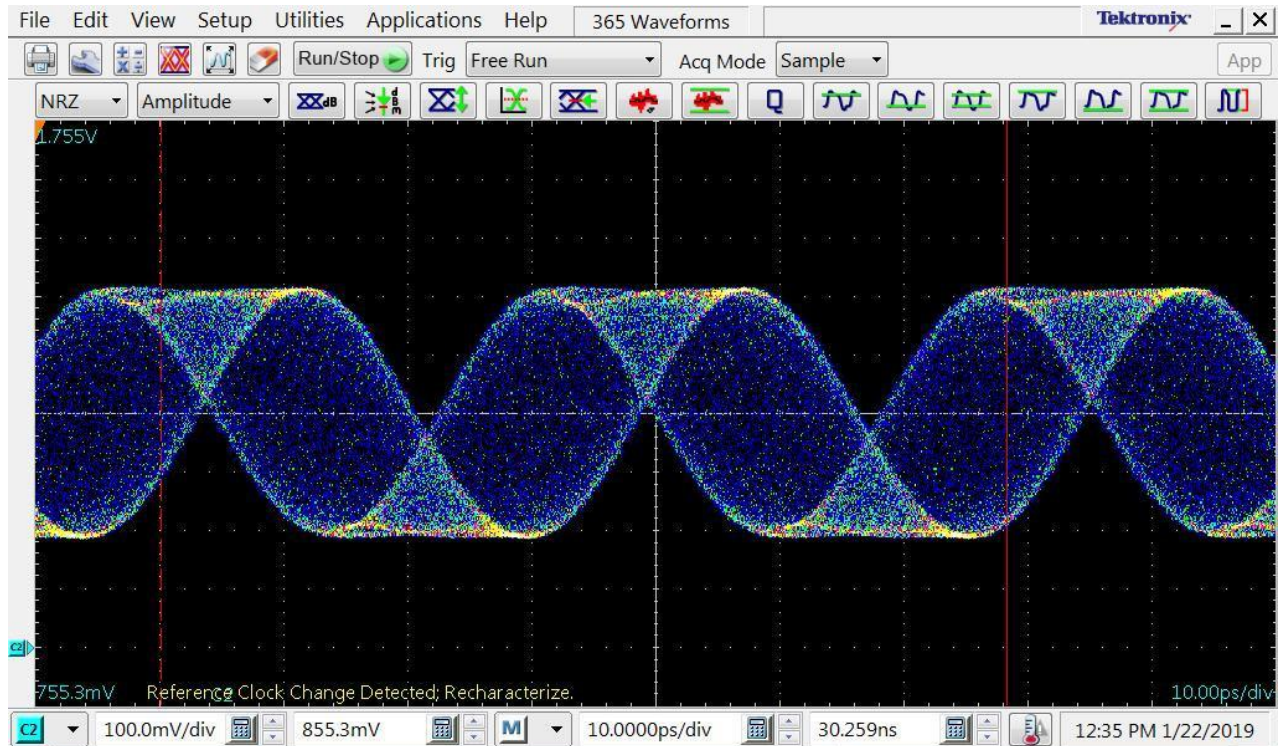 File Edit View Setup Utilities Applications Help 365 Waveforms Tektronix
Run/Stop Trig Free Run Acq Mode Sample App
NRZ Amplitude
1.755V
C2
755.3mV Reference Clock Change Detected; Recharacterize. 10.00ps/div
C2
C2 100.0mV/div 855.3mV M 10.0000ps/div 30.259ns 12:35 PM 1/22/2019